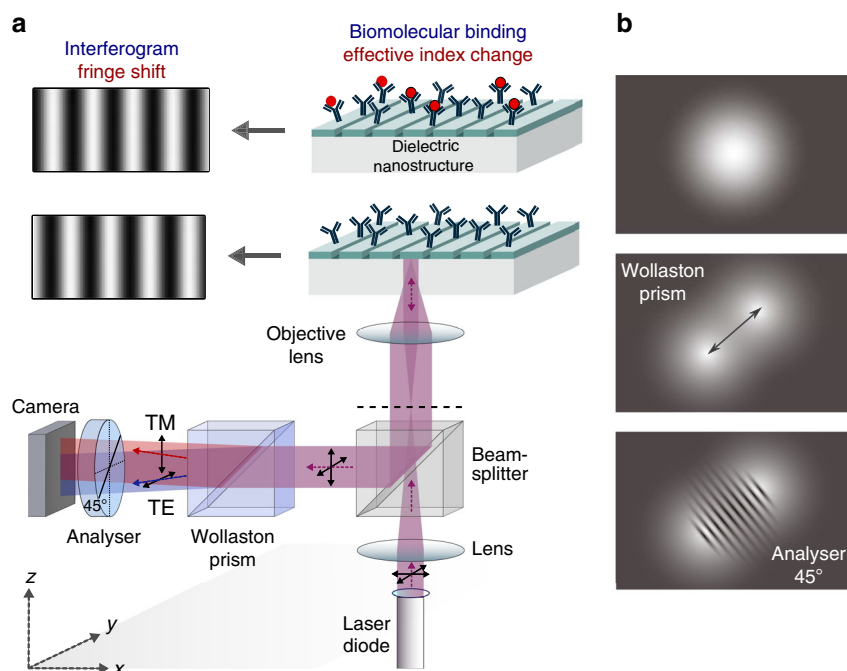 a
Interferogram
fringe shift
Biomolecular binding
effective index change
Dielectric
nanostructure
Objective
lens
Camera
TM
TE
45°
Analyser
Wollaston
prism
Beam-
splitter
Lens
Laser
diode
z
y
x
b
Wollaston
prism
Analyser
45°